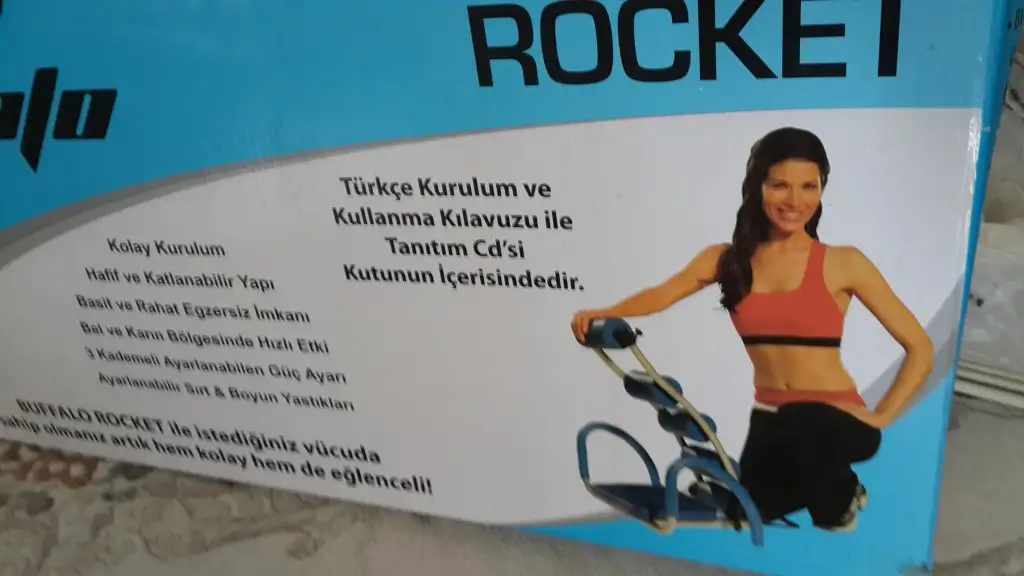 ROCKET
alo
Türkçe Kurulum ve
Kullanma Kılavuzu ile
Tanıtım Cd'si
Kutunun İçerisindedir.
Kolay Kurulum
Hafif ve Katlanabilir Yapı
Basit ve Rahat Egzersiz İmkanı
Bel ve Karın Bölgesinde Hızlı Etki
3 Kademeli Ayarlanabilen Güç Ayarı
Ayarlanabilir Sırt & Boyun Yastıkları
BUFFALO ROCKET ile istediğiniz vücuda
sahip olmanız artık hem kolay hem de eğlenceli!